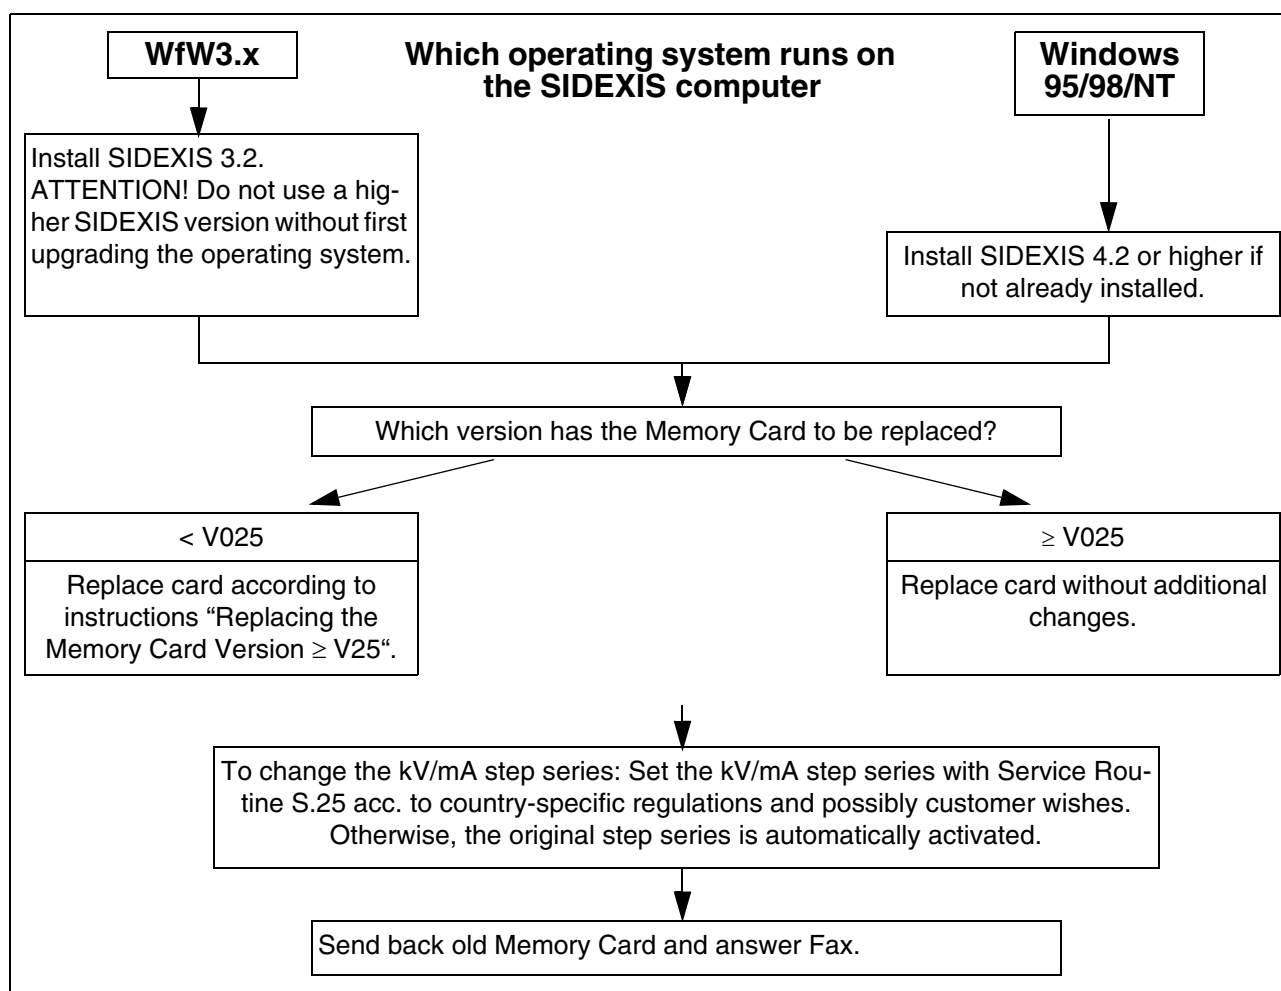 WfW3.x
Which operating system runs on
the SIDEXIS computer
Windows
95/98/NT
Install SIDEXIS 3.2.
ATTENTION! Do not use a hig-
her SIDEXIS version without first
upgrading the operating system.
Install SIDEXIS 4.2 or higher if
not already installed.
Which version has the Memory Card to be replaced?
< V025
Replace card according to
instructions “Replacing the
Memory Card Version ≥ V25“.
≥ V025
Replace card without additional
changes.
To change the kV/mA step series: Set the kV/mA step series with Service Rou-
tine S.25 acc. to country-specific regulations and possibly customer wishes.
Otherwise, the original step series is automatically activated.
Send back old Memory Card and answer Fax.